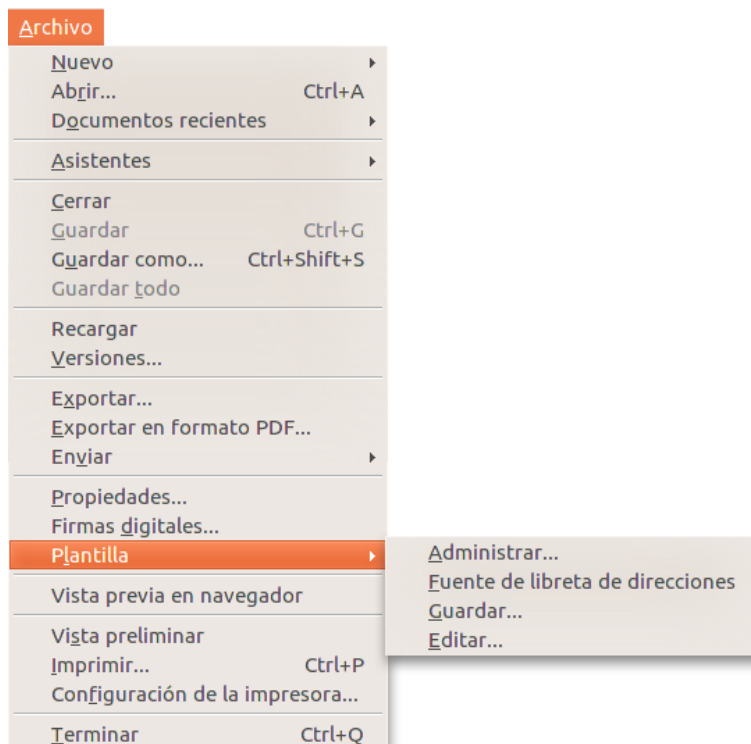 Archivo
Nuevo
Abrir... Ctrl+A
Documentos recientes
Asistentes
Cerrar
Guardar Ctrl+G
Guardar como... Ctrl+Shift+S
Guardar todo
Recargar
Versiones...
Exportar...
Exportar en formato PDF...
Enviar
Propiedades...
Firmas digitales...
Plantilla
Administrar...
Fuente de libreta de direcciones
Guardar...
Editar...
Vista previa en navegador
Vista preliminar
Imprimir... Ctrl+P
Configuración de la impresora...
Terminar Ctrl+Q